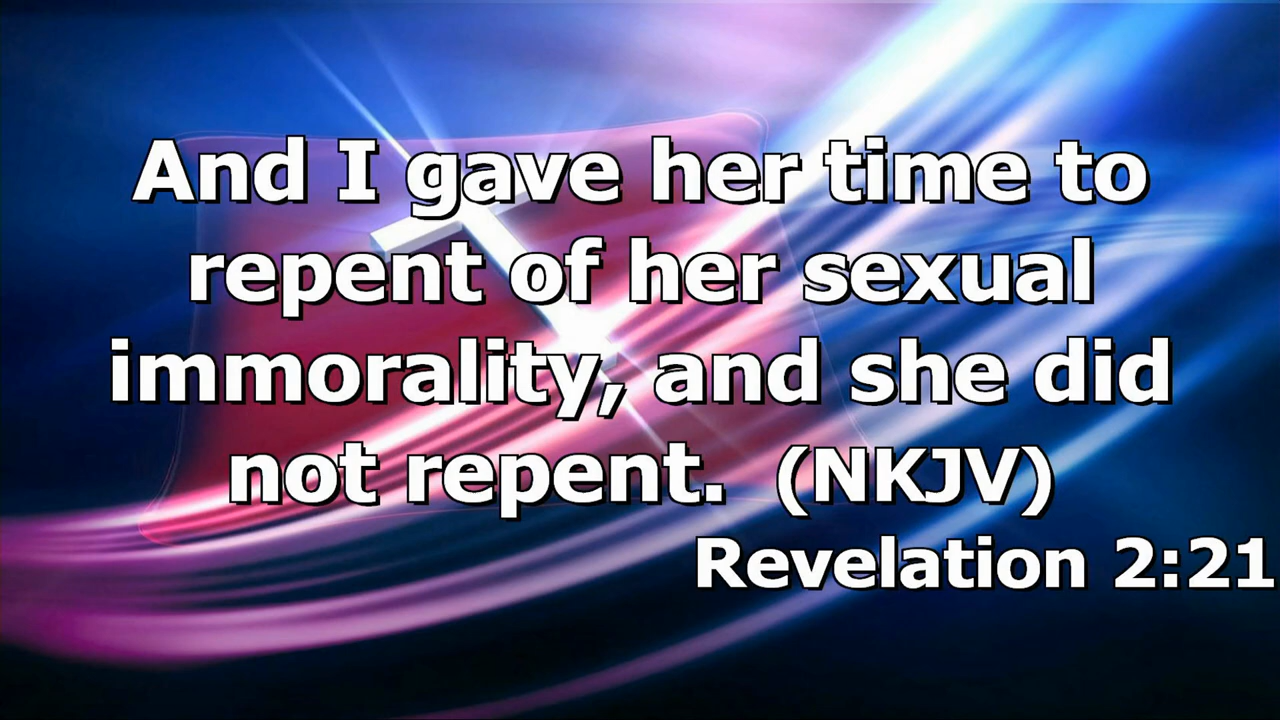 And I gave her time to
repent of her sexual
immorality, and she did
not repent.  (NKJV)
Revelation 2:21